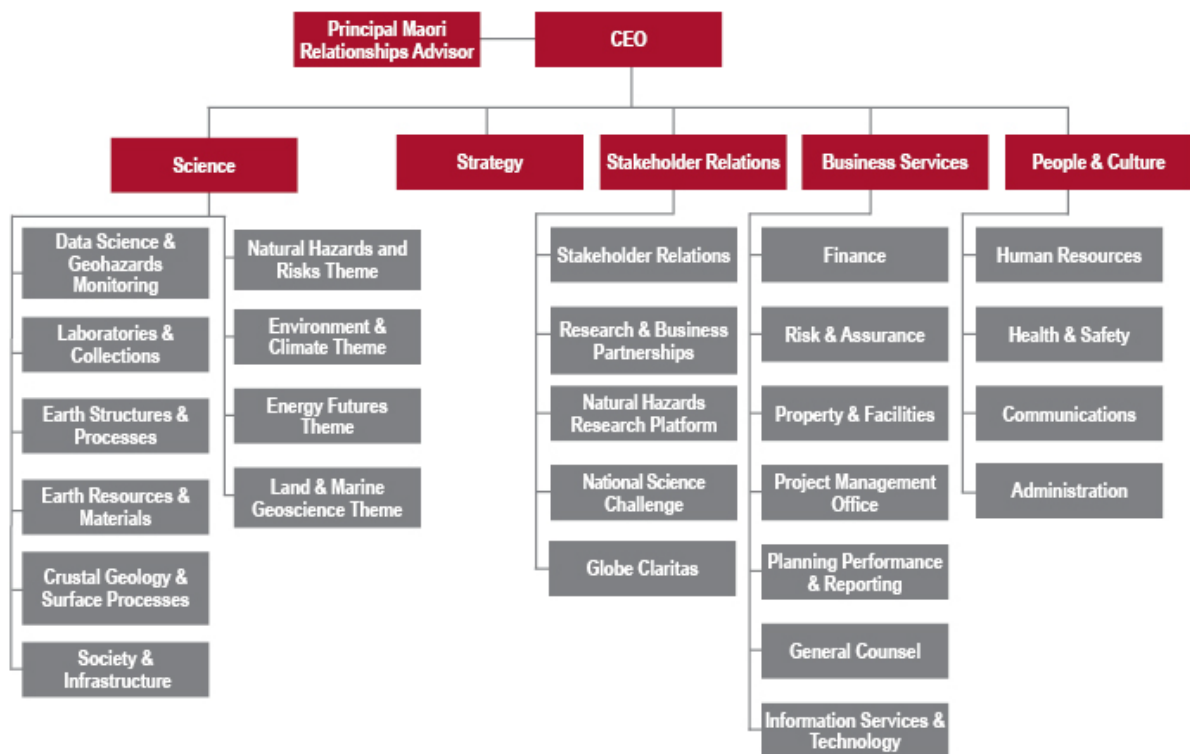 Principal Maori
Relationships Advisor
CEO
Science
Strategy
Stakeholder Relations
Business Services
People & Culture
Data Science &
Geohazards
Monitoring
Laboratories &
Collections
Earth Structures &
Processes
Earth Resources &
Materials
Crustal Geology &
Surface Processes
Society &
Infrastructure
Natural Hazards and
Risks Theme
Environment &
Climate Theme
Energy Futures
Theme
Land & Marine
Geoscience Theme
Stakeholder Relations
Research & Business
Partnerships
Natural Hazards
Research Platform
National Science
Challenge
Globe Claritas
Finance
Risk & Assurance
Property & Facilities
Project Management
Office
Planning Performance
& Reporting
General Counsel
Information Services &
Technology
Human Resources
Health & Safety
Communications
Administration